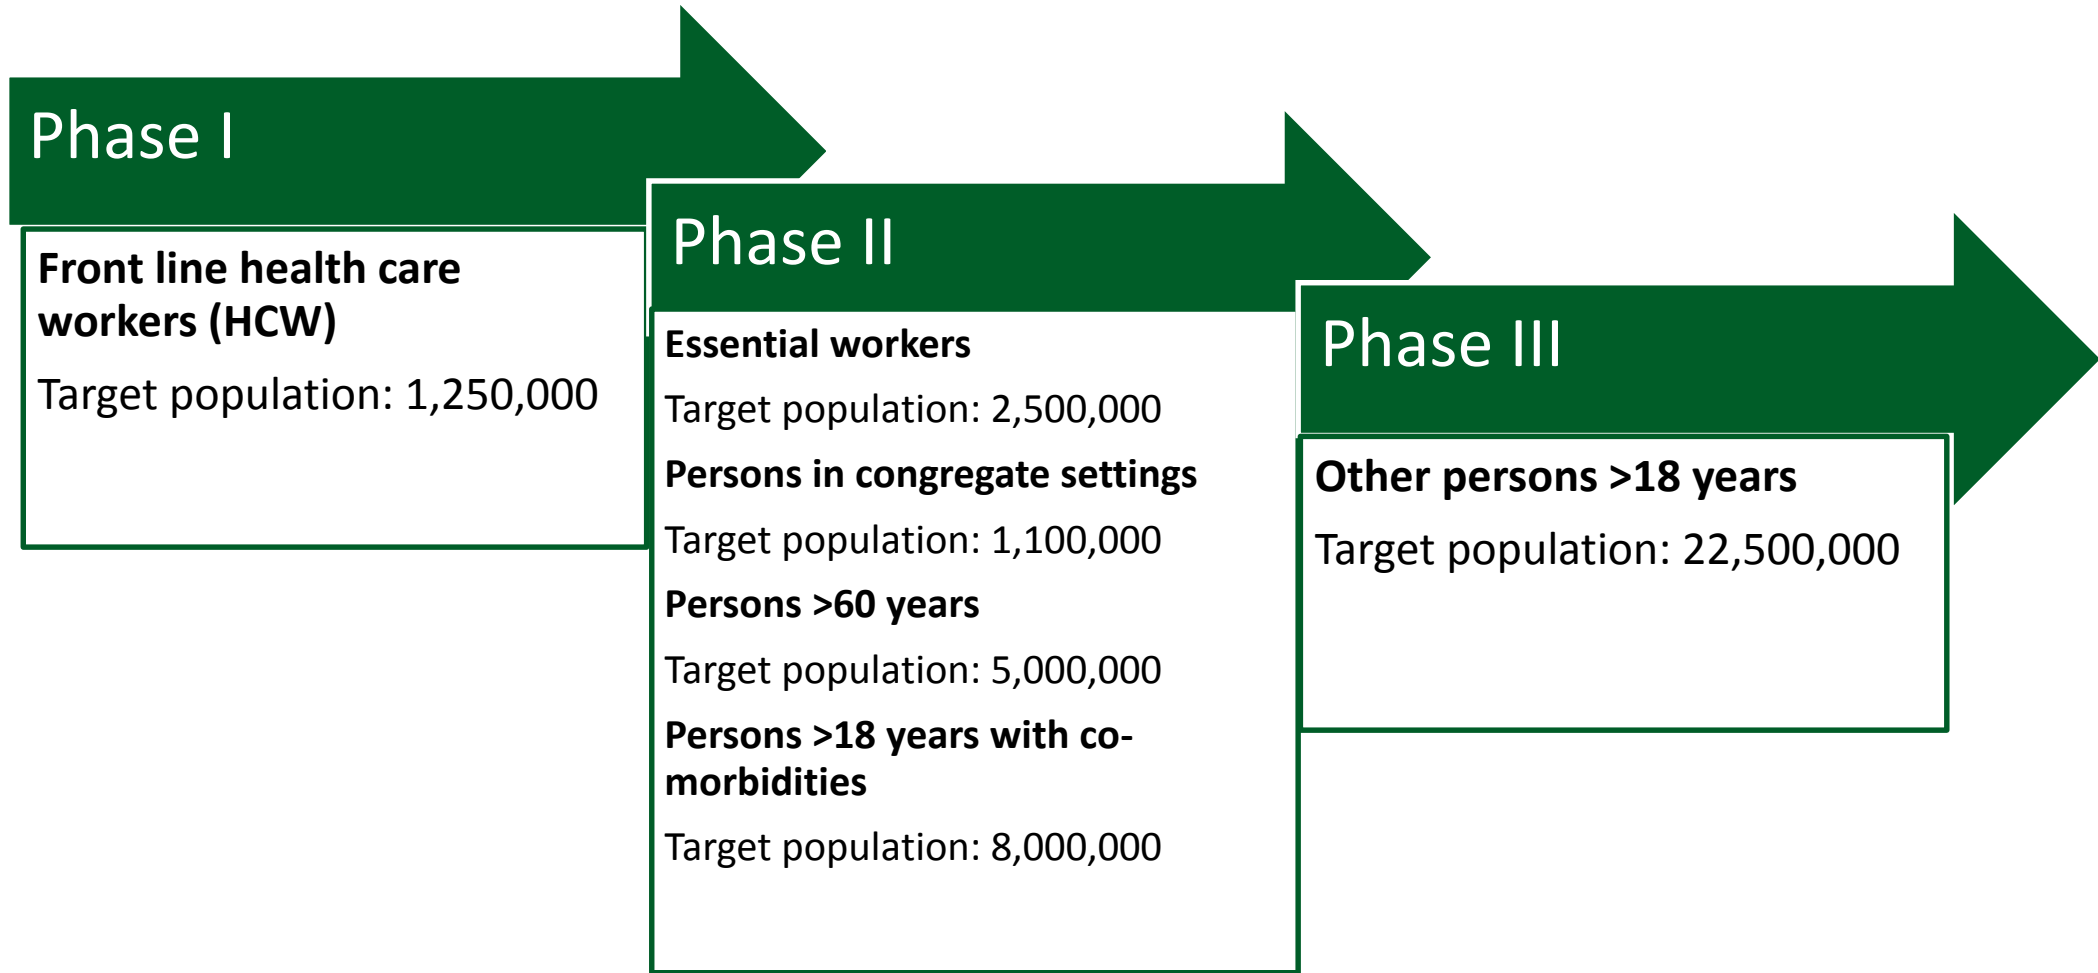 Phase I
Front line health care
workers (HCW)
Target population: 1,250,000
Phase II
Essential workers
Target population: 2,500,000
Persons in congregate settings
Target population: 1,100,000
Persons >60 years
Target population: 5,000,000
Persons >18 years with co-
morbidities
Target population: 8,000,000
Phase III
Other persons >18 years
Target population: 22,500,000